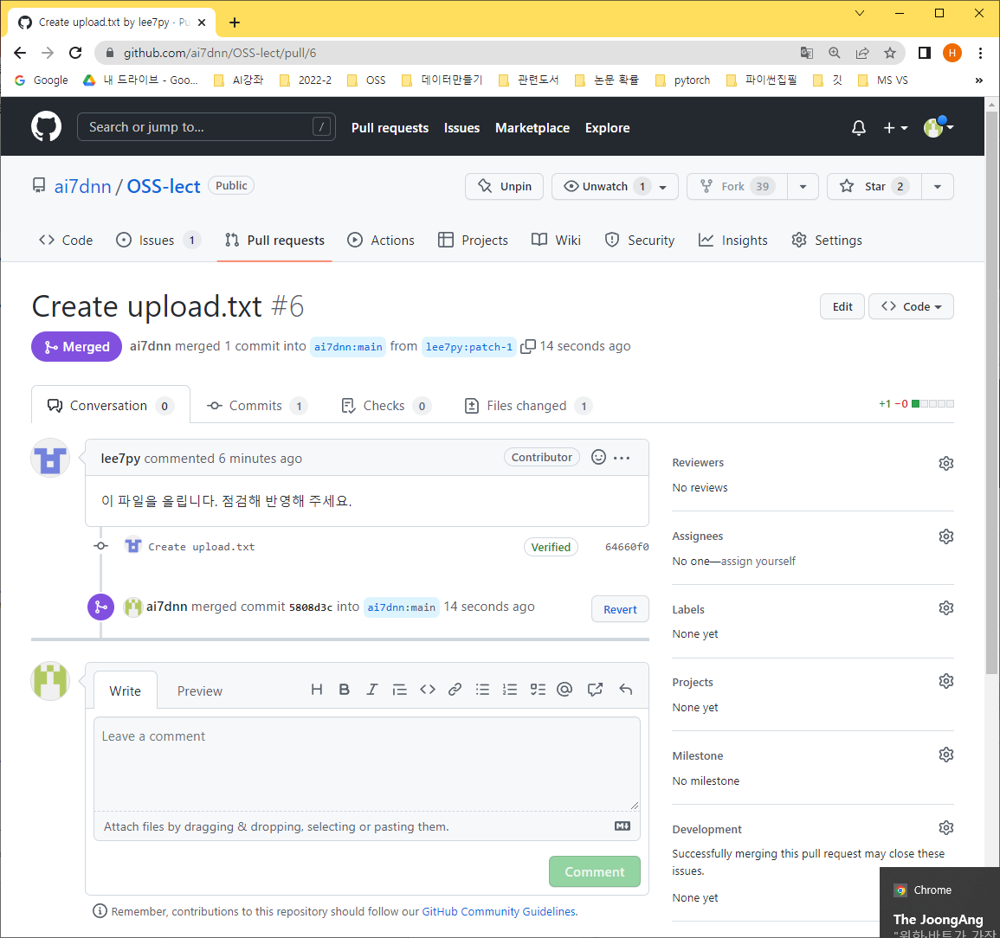 Create upload.txt by lee7py · Pu
github.com/ai7dnn/OSS-lect/pull/6
H
Google 내 드라이브 - Goo... AI강좌 2022-2 OSS 데이터만들기 관련도서 논문 확률 pytorch 파이썬집필 깃 MS VS »
Search or jump to... / Pull requests Issues Marketplace Explore
ai7dnn / OSS-lect Public Unpin Unwatch 1 Fork 39 Star 2
Code Issues 1 Pull requests Actions Projects Wiki Security Insights Settings
Create upload.txt #6 Edit Code
Merged ai7dnn merged 1 commit into ai7dnn:main from lee7py:patch-1 14 seconds ago
Conversation 0 Commits 1 Checks 0 Files changed 1 +1 −0
lee7py commented 6 minutes ago Contributor
이 파일을 올립니다. 점검해 반영해 주세요.
Create upload.txt Verified 64660f0
ai7dnn merged commit 5808d3c into ai7dnn:main 14 seconds ago Revert
Write Preview
Leave a comment
Attach files by dragging & dropping, selecting or pasting them.
Comment
Remember, contributions to this repository should follow our GitHub Community Guidelines.
Reviewers
No reviews
Assignees
No one—assign yourself
Labels
None yet
Projects
None yet
Milestone
No milestone
Development
Successfully merging this pull request may close these
issues.
None yet
Chrome
The JoongAng